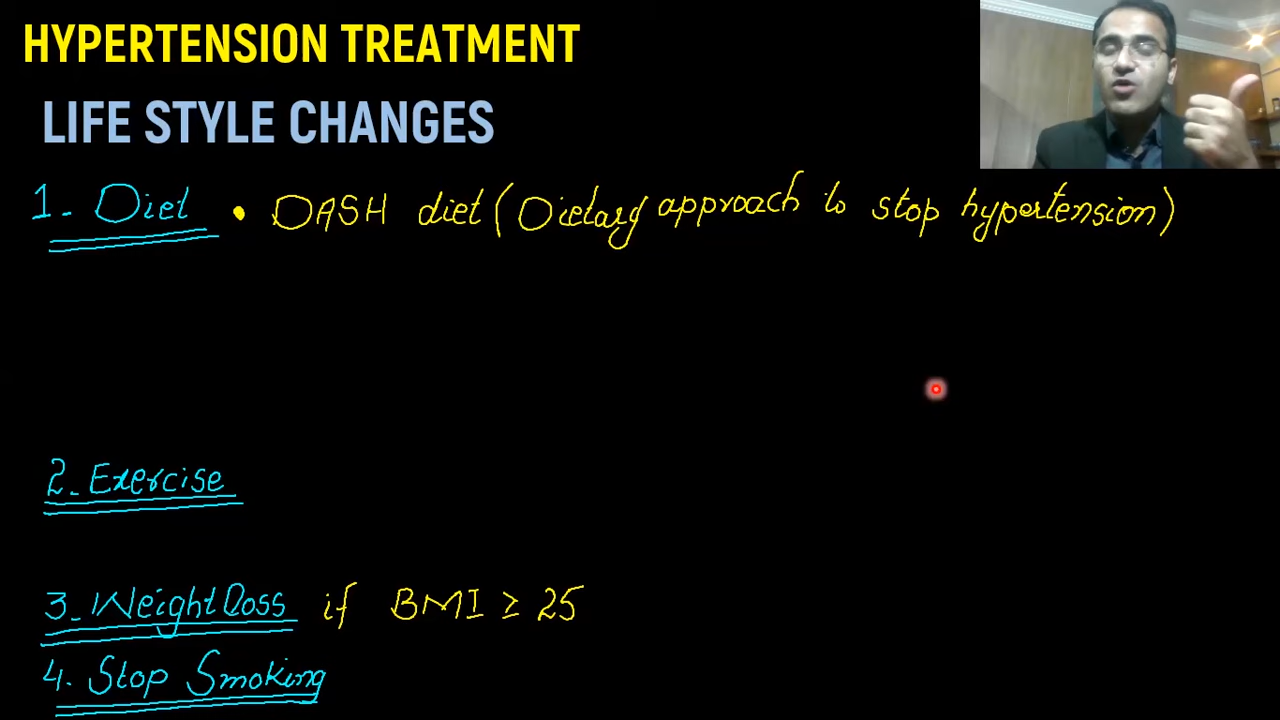 HYPERTENSION TREATMENT
LIFE STYLE CHANGES
1- Diet • DASH diet (Dietary approach to stop hypertension)
2- Exercise
3- Weight Loss if BMI ≥ 25
4. Stop Smoking